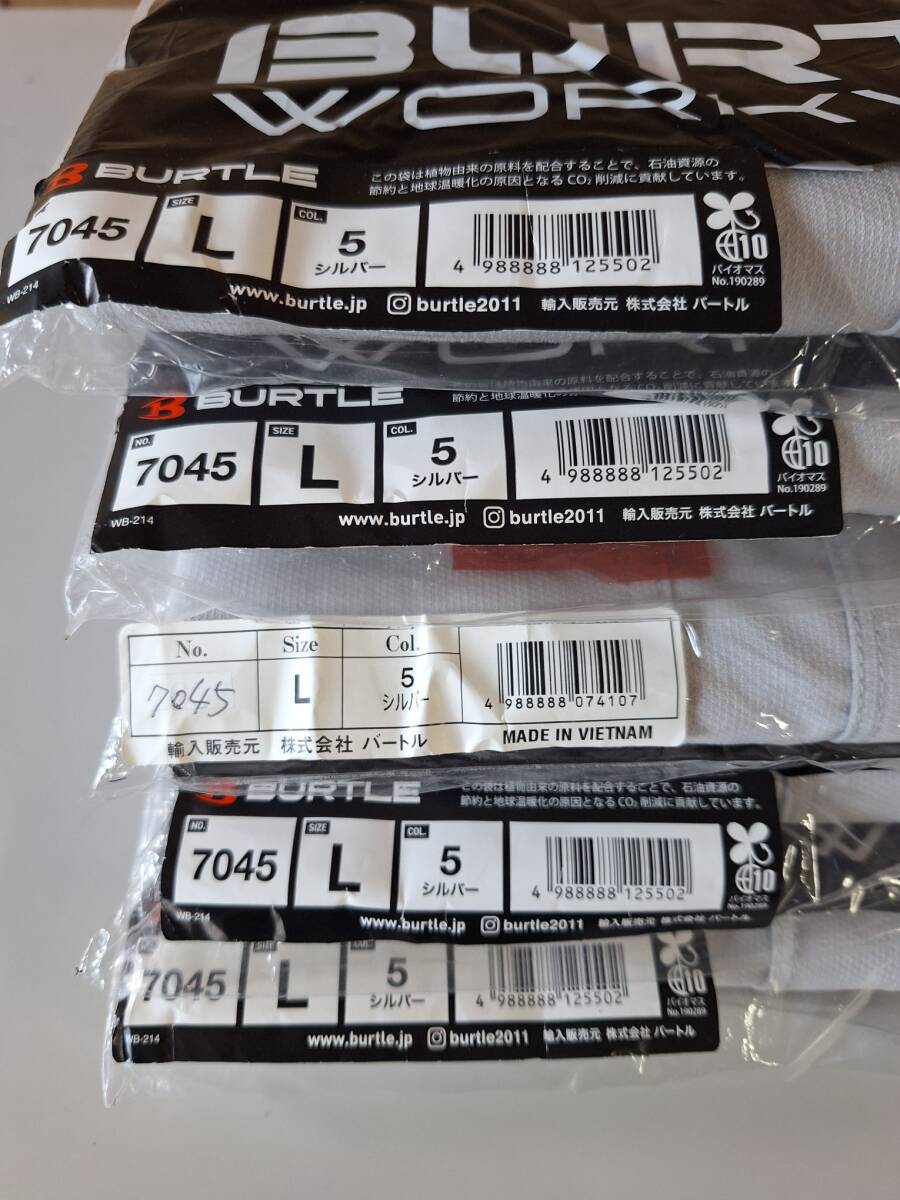 BURT
WORK
BURTLE
この袋は植物由来の原料を配合することで、石油資源の
節約と地球温暖化の原因となる CO₂ 削減に貢献しています。
7045
SIZE
L
COL.
5
シルバー
4 988888 125502
10
バイオマス
No.190289
WB-214
www.burtle.jp burtle2011 輸入販売元 株式会社 バートル
BURTLE
節約と地球温暖化の
削減に貢献しています。
NO.
7045
SIZE
L
COL.
5
シルバー
4 988888 125502
10
バイオマス
No.190289
WB-214
www.burtle.jp burtle2011 輸入販売元 株式会社 バートル
No. Size Col.
7045 L 5
シルバー
4 988888 074107
輸入販売元 株式会社 バートル MADE IN VIETNAM
BURTLE
この袋は植物由来の原料を配合することで、石油資源の
節約と地球温暖化の原因となる CO₂ 削減に貢献しています。
NO.
7045
SIZE
L
COL.
5
シルバー
4 988888 125502
10
バイオマス
No.190289
WB-214
www.burtle.jp burtle2011 輸入販売元 株式会社 バートル
7045
SIZE
L
5
シルバー
4 988888 125502
10
バイオマス
No.190289
WB-214
www.burtle.jp burtle2011 輸入販売元 株式会社 バートル